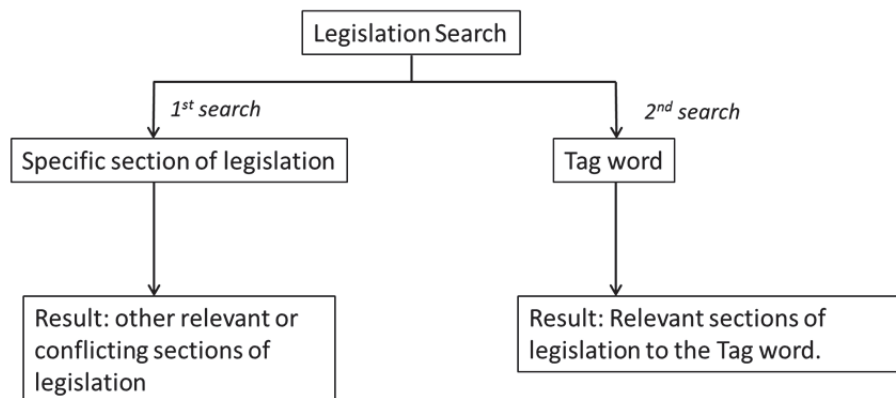 Legislation Search
1st search
2nd search
Specific section of legislation
Tag word
Result: other relevant or
conflicting sections of
legislation
Result: Relevant sections of
legislation to the Tag word.